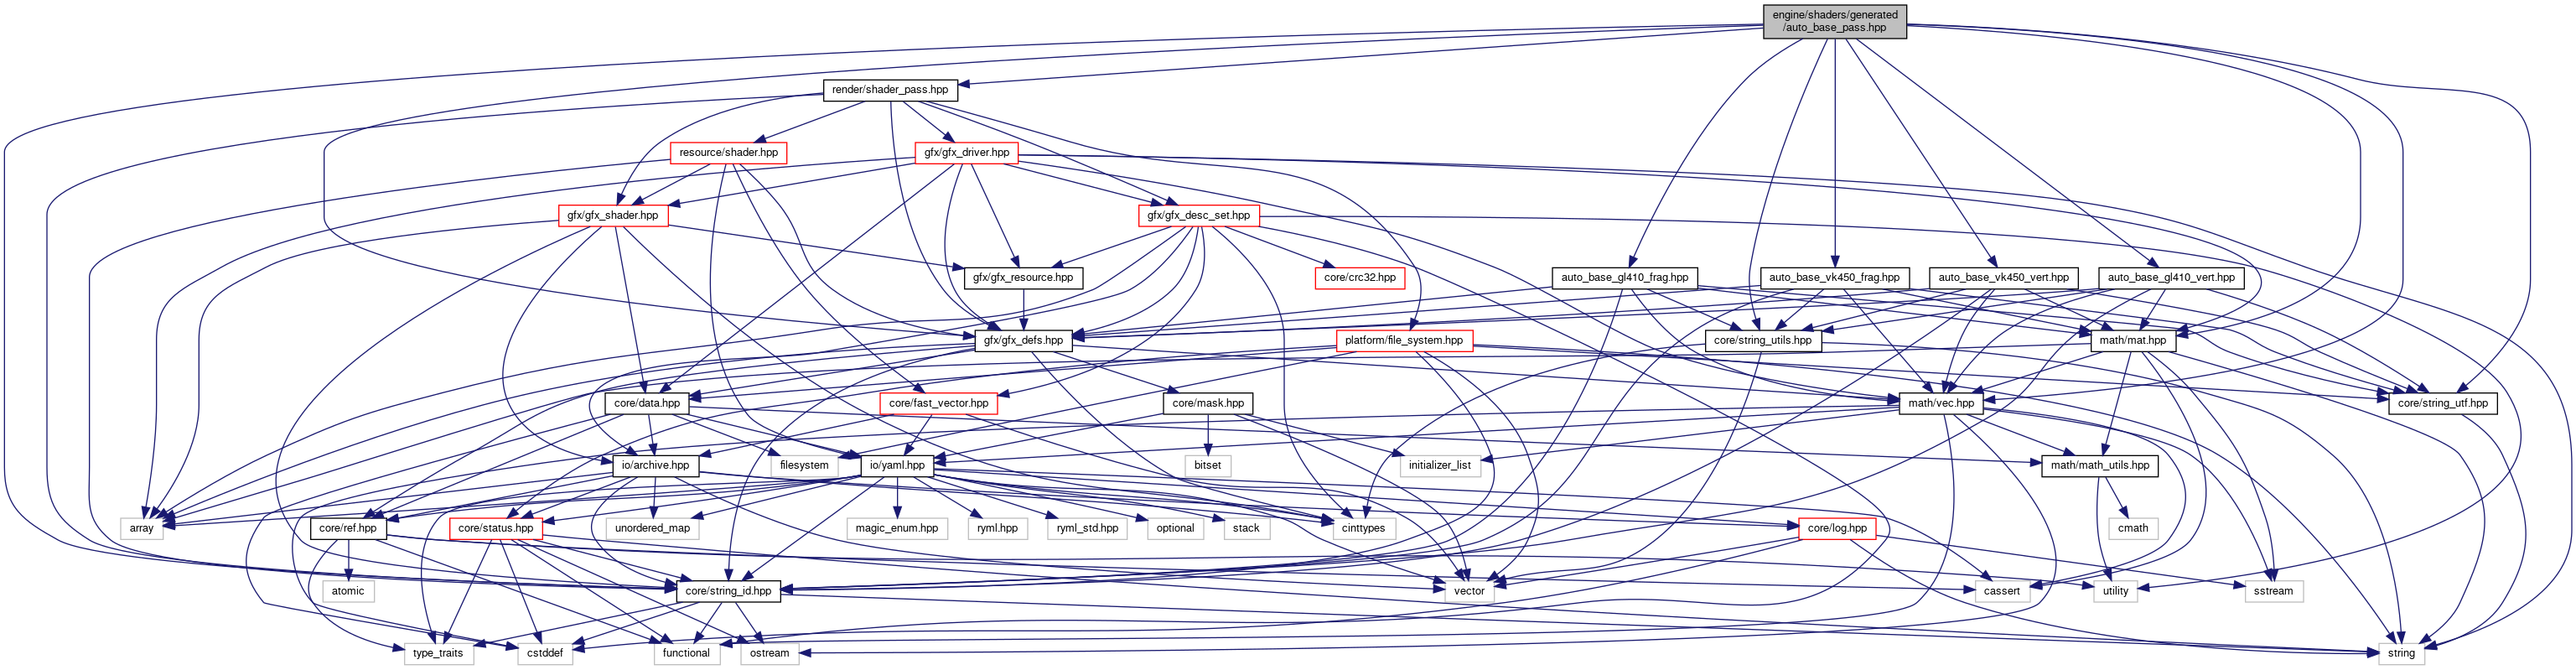 engine/shaders/generated
/auto_base_pass.hpp
render/shader_pass.hpp
resource/shader.hpp
gfx/gfx_driver.hpp
gfx/gfx_shader.hpp
gfx/gfx_desc_set.hpp
gfx/gfx_resource.hpp
core/crc32.hpp
auto_base_gl410_frag.hpp
auto_base_vk450_frag.hpp
auto_base_vk450_vert.hpp
auto_base_gl410_vert.hpp
gfx/gfx_defs.hpp
platform/file_system.hpp
core/string_utils.hpp
math/mat.hpp
core/data.hpp
core/fast_vector.hpp
core/mask.hpp
math/vec.hpp
core/string_utf.hpp
io/archive.hpp
filesystem
io/yaml.hpp
bitset
initializer_list
math/math_utils.hpp
array
core/ref.hpp
core/status.hpp
unordered_map
magic_enum.hpp
ryml.hpp
ryml_std.hpp
optional
stack
cinttypes
core/log.hpp
cmath
atomic
core/string_id.hpp
vector
cassert
utility
sstream
type_traits
cstddef
functional
ostream
string